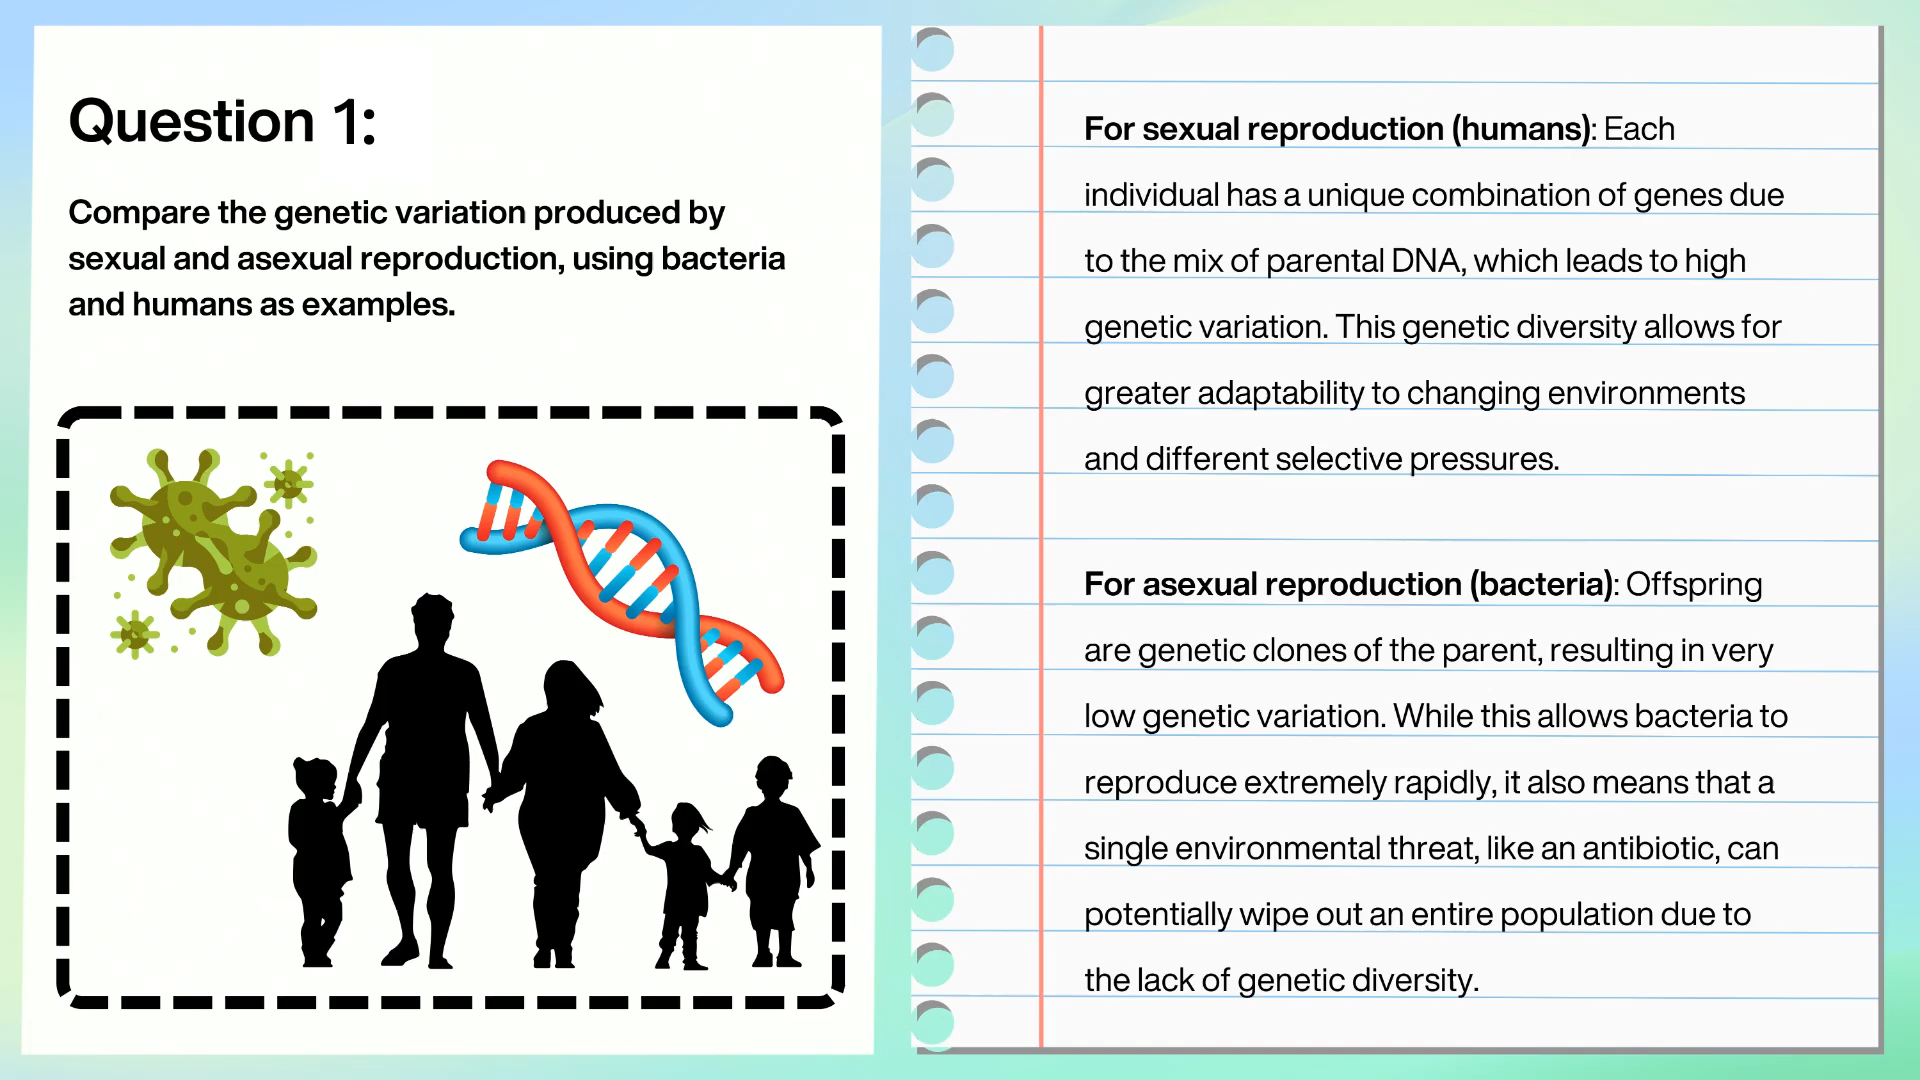 Question 1:
Compare the genetic variation produced by
sexual and asexual reproduction, using bacteria
and humans as examples.
For sexual reproduction (humans): Each
individual has a unique combination of genes due
to the mix of parental DNA, which leads to high
genetic variation. This genetic diversity allows for
greater adaptability to changing environments
and different selective pressures.
For asexual reproduction (bacteria): Offspring
are genetic clones of the parent, resulting in very
low genetic variation. While this allows bacteria to
reproduce extremely rapidly, it also means that a
single environmental threat, like an antibiotic, can
potentially wipe out an entire population due to
the lack of genetic diversity.